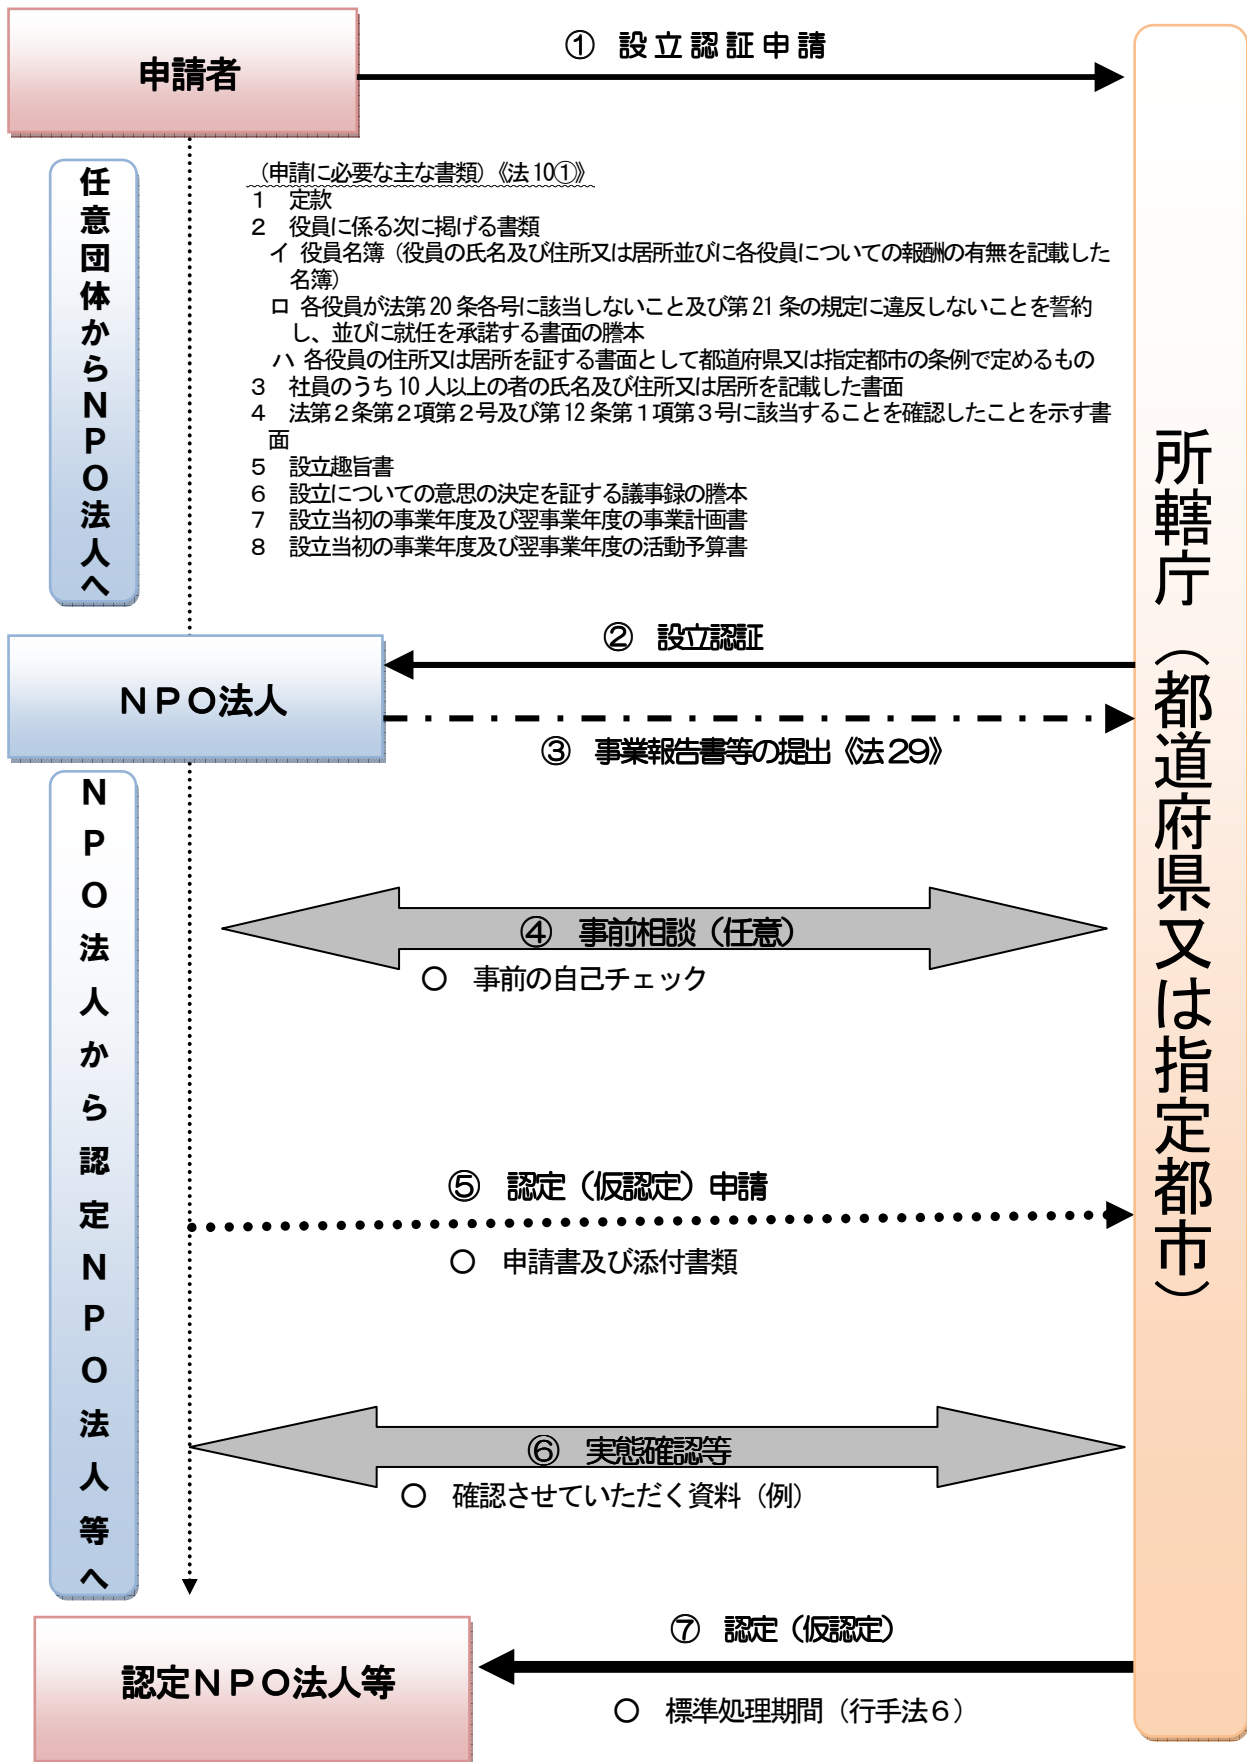 申請者
① 設立認証申請
任意団体からNPO法人へ
(申請に必要な主な書類)《法10①》
1 定款
2 役員に係る次に掲げる書類
イ 役員名簿(役員の氏名及び住所又は居所並びに各役員についての報酬の有無を記載した
名簿)
ロ 各役員が法第20条各号に該当しないこと及び第21条の規定に違反しないことを誓約
し、並びに就任を承諾する書面の謄本
ハ 各役員の住所又は居所を証する書面として都道府県又は指定都市の条例で定めるもの
3 社員のうち10人以上の者の氏名及び住所又は居所を記載した書面
4 法第2条第2項第2号及び第12条第1項第3号に該当することを確認したことを示す書
面
5 設立趣旨書
6 設立についての意思の決定を証する議事録の謄本
7 設立当初の事業年度及び翌事業年度の事業計画書
8 設立当初の事業年度及び翌事業年度の活動予算書
所轄庁(都道府県又は指定都市)
② 設立認証
NPO法人
③ 事業報告書等の提出《法29》
NPO法人から認定NPO法人等へ
④ 事前相談(任意)
○ 事前の自己チェック
⑤ 認定(仮認定)申請
○ 申請書及び添付書類
⑥ 実態確認等
○ 確認させていただく資料(例)
⑦ 認定(仮認定)
認定NPO法人等
○ 標準処理期間(行手法6)